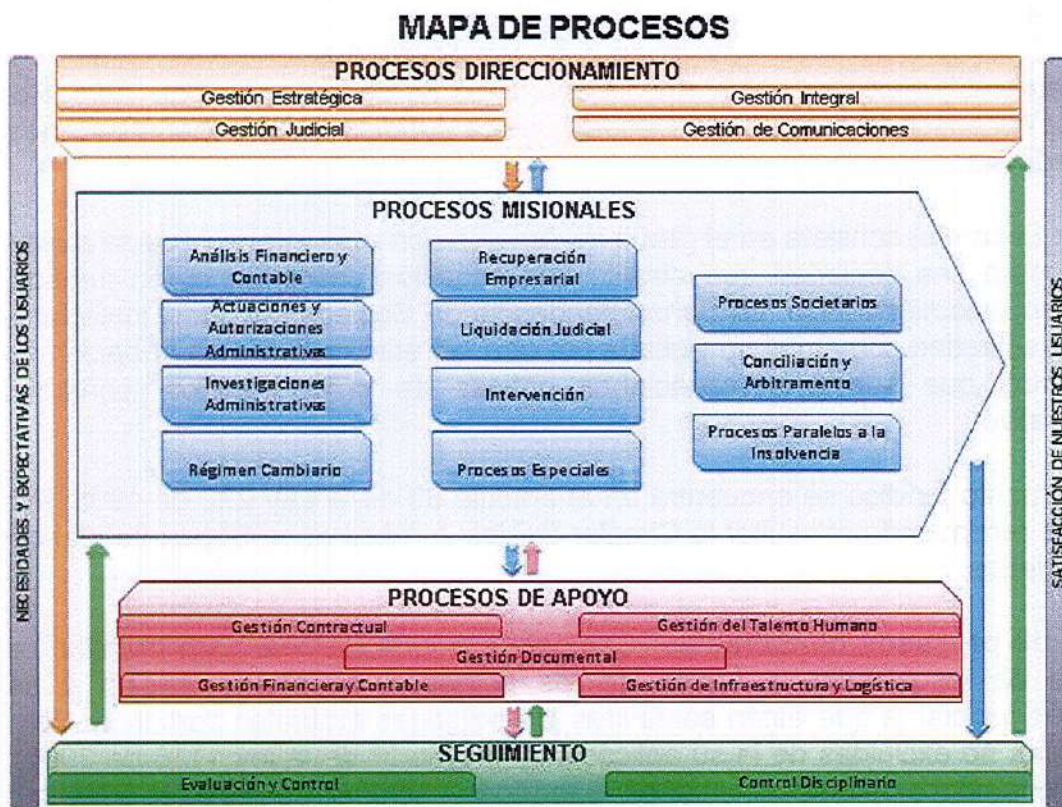 MAPA DE PROCESOS
NECESIDADES Y EXPECTATIVAS DE LOS USUARIOS
PROCESOS DIRECCIONAMIENTO
Gestión Estratégica
Gestión Integral
Gestión Judicial
Gestión de Comunicaciones
PROCESOS MISIONALES
Análisis Financiero y
Contable
Actuaciones y
Autorizaciones
Administrativas
Investigaciones
Administrativas
Régimen Cambiario
Recuperación
Empresarial
Liquidación Judicial
Intervención
Procesos Especiales
Procesos Societarios
Conciliación y
Arbitramento
Procesos Paralelos a la
Insolvencia
PROCESOS DE APOYO
Gestión Contractual
Gestión del Talento Humano
Gestión Documental
Gestión Financiera y Contable
Gestión de Infraestructura y Logística
SEGUIMIENTO
Evaluación y Control
Control Disciplinario
SATISFACCIÓN DE NUESTROS USUARIOS